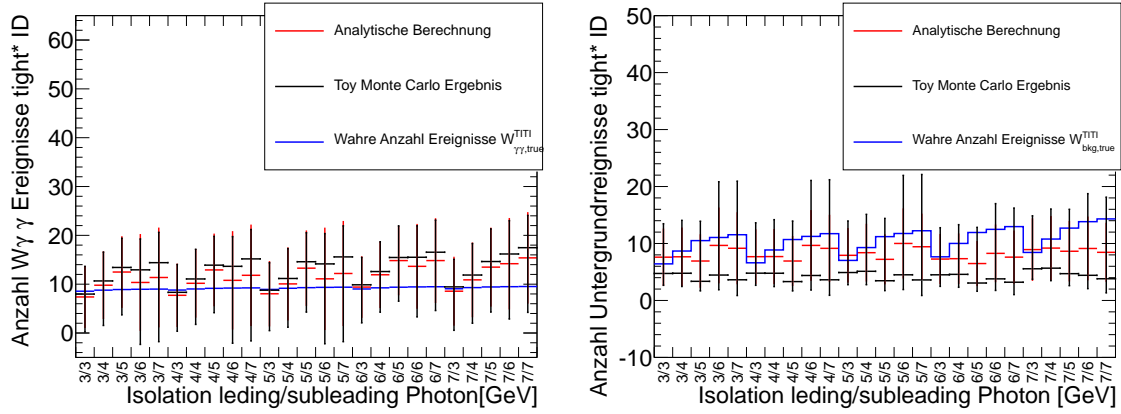 Anzahl Wγ γ Ereignisse tight* ID
60
50
40
30
20
10
0
Analytische Berechnung
Toy Monte Carlo Ergebnis
Wahre Anzahl Ereignisse W^TITI_γγ,true
3/3 3/4 3/5 3/6 3/7 4/3 4/4 4/5 4/6 4/7 5/3 5/4 5/5 5/6 5/7 6/3 6/4 6/5 6/6 6/7 7/3 7/4 7/5 7/6 7/7
Isolation leding/subleading Photon[GeV]
Anzahl Untergrundrreignisse tight* ID
50
40
30
20
10
0
-10
Analytische Berechnung
Toy Monte Carlo Ergebnis
Wahre Anzahl Ereignisse W^TITI_bkg,true
3/3 3/4 3/5 3/6 3/7 4/3 4/4 4/5 4/6 4/7 5/3 5/4 5/5 5/6 5/7 6/3 6/4 6/5 6/6 6/7 7/3 7/4 7/5 7/6 7/7
Isolation leding/subleading Photon[GeV]